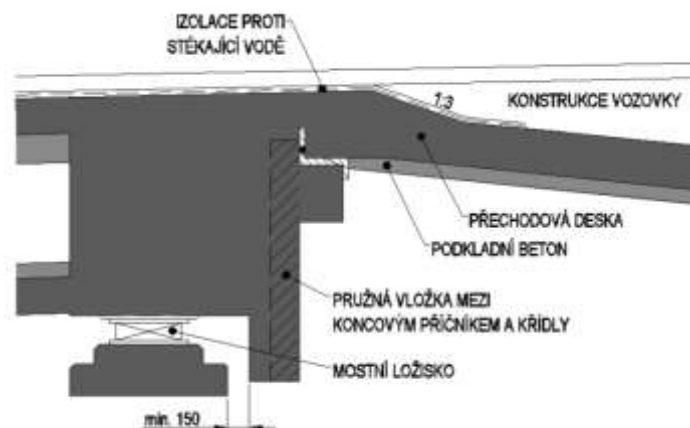 IZOLACE PROTI
STÉKAJÍCÍ VODĚ
1:3
KONSTRUKCE VOZOVKY
PŘECHODOVÁ DESKA
PODKLADNÍ BETON
PRUŽNÁ VLOŽKA MEZI
KONCOVÝM PŘÍČNÍKEM A KŘÍDLY
MOSTNÍ LOŽISKO
min. 150